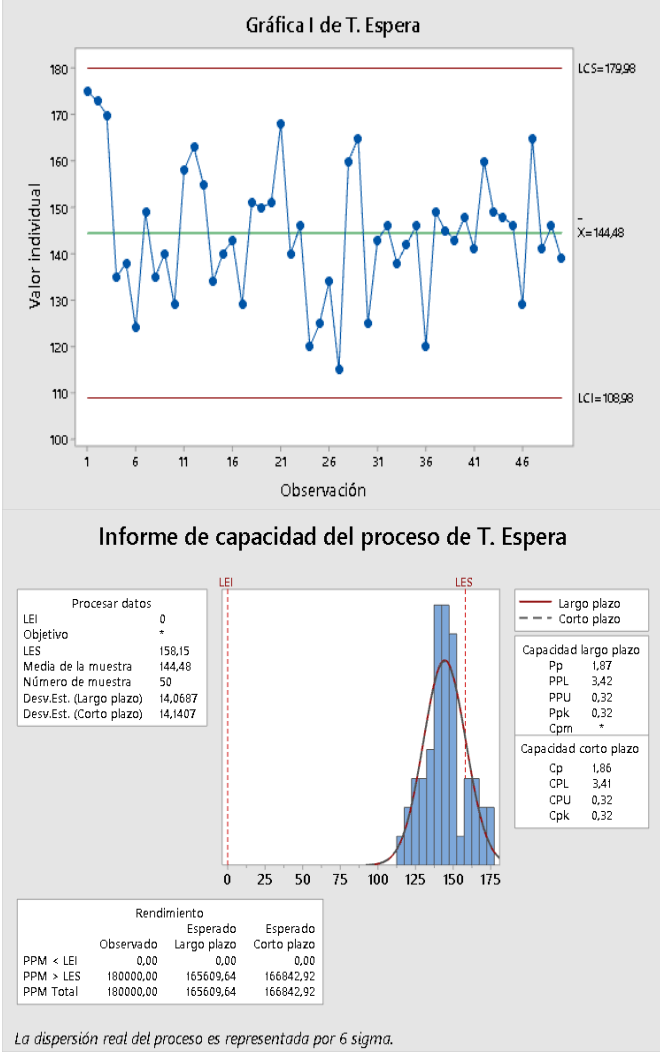 Gráfica I de T. Espera
Valor individual
180
170
160
150
140
130
120
110
100
LCS=179,98
_
X=144,48
LCI=108,98
1 6 11 16 21 26 31 36 41 46
Observación
Informe de capacidad del proceso de T. Espera
LEI LES
Procesar datos
LEI 0
Objetivo *
LES 158,15
Media de la muestra 144,48
Número de muestra 50
Desv.Est. (Largo plazo) 14,0687
Desv.Est. (Corto plazo) 14,1407
Largo plazo
Corto plazo
Capacidad largo plazo
Pp 1,87
PPL 3,42
PPU 0,32
Ppk 0,32
Cpm *
Capacidad corto plazo
Cp 1,86
CPL 3,41
CPU 0,32
Cpk 0,32
0 25 50 75 100 125 150 175
Rendimiento
Esperado Esperado
Observado Largo plazo Corto plazo
PPM < LEI 0,00 0,00 0,00
PPM > LES 180000,00 165609,64 166842,92
PPM Total 180000,00 165609,64 166842,92
La dispersión real del proceso es representada por 6 sigma.